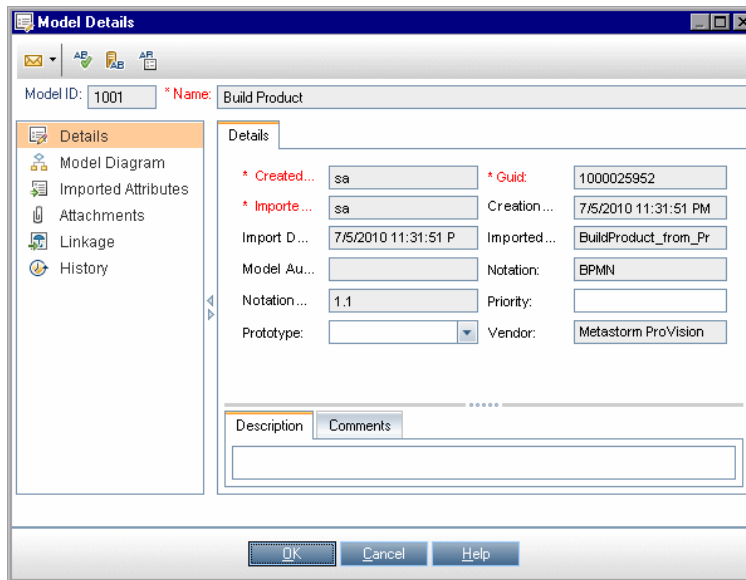 Model Details
Model ID: 1001 * Name: Build Product
Details
Model Diagram
Imported Attributes
Attachments
Linkage
History
Details
* Created... sa * Guid: 1000025952
* Importe... sa Creation... 7/5/2010 11:31:51 PM
Import D... 7/5/2010 11:31:51 P Imported... BuildProduct_from_Pr
Model Au... Notation: BPMN
Notation... 1.1 Priority:
Prototype: Vendor: Metastorm ProVision
Description Comments
OK Cancel Help